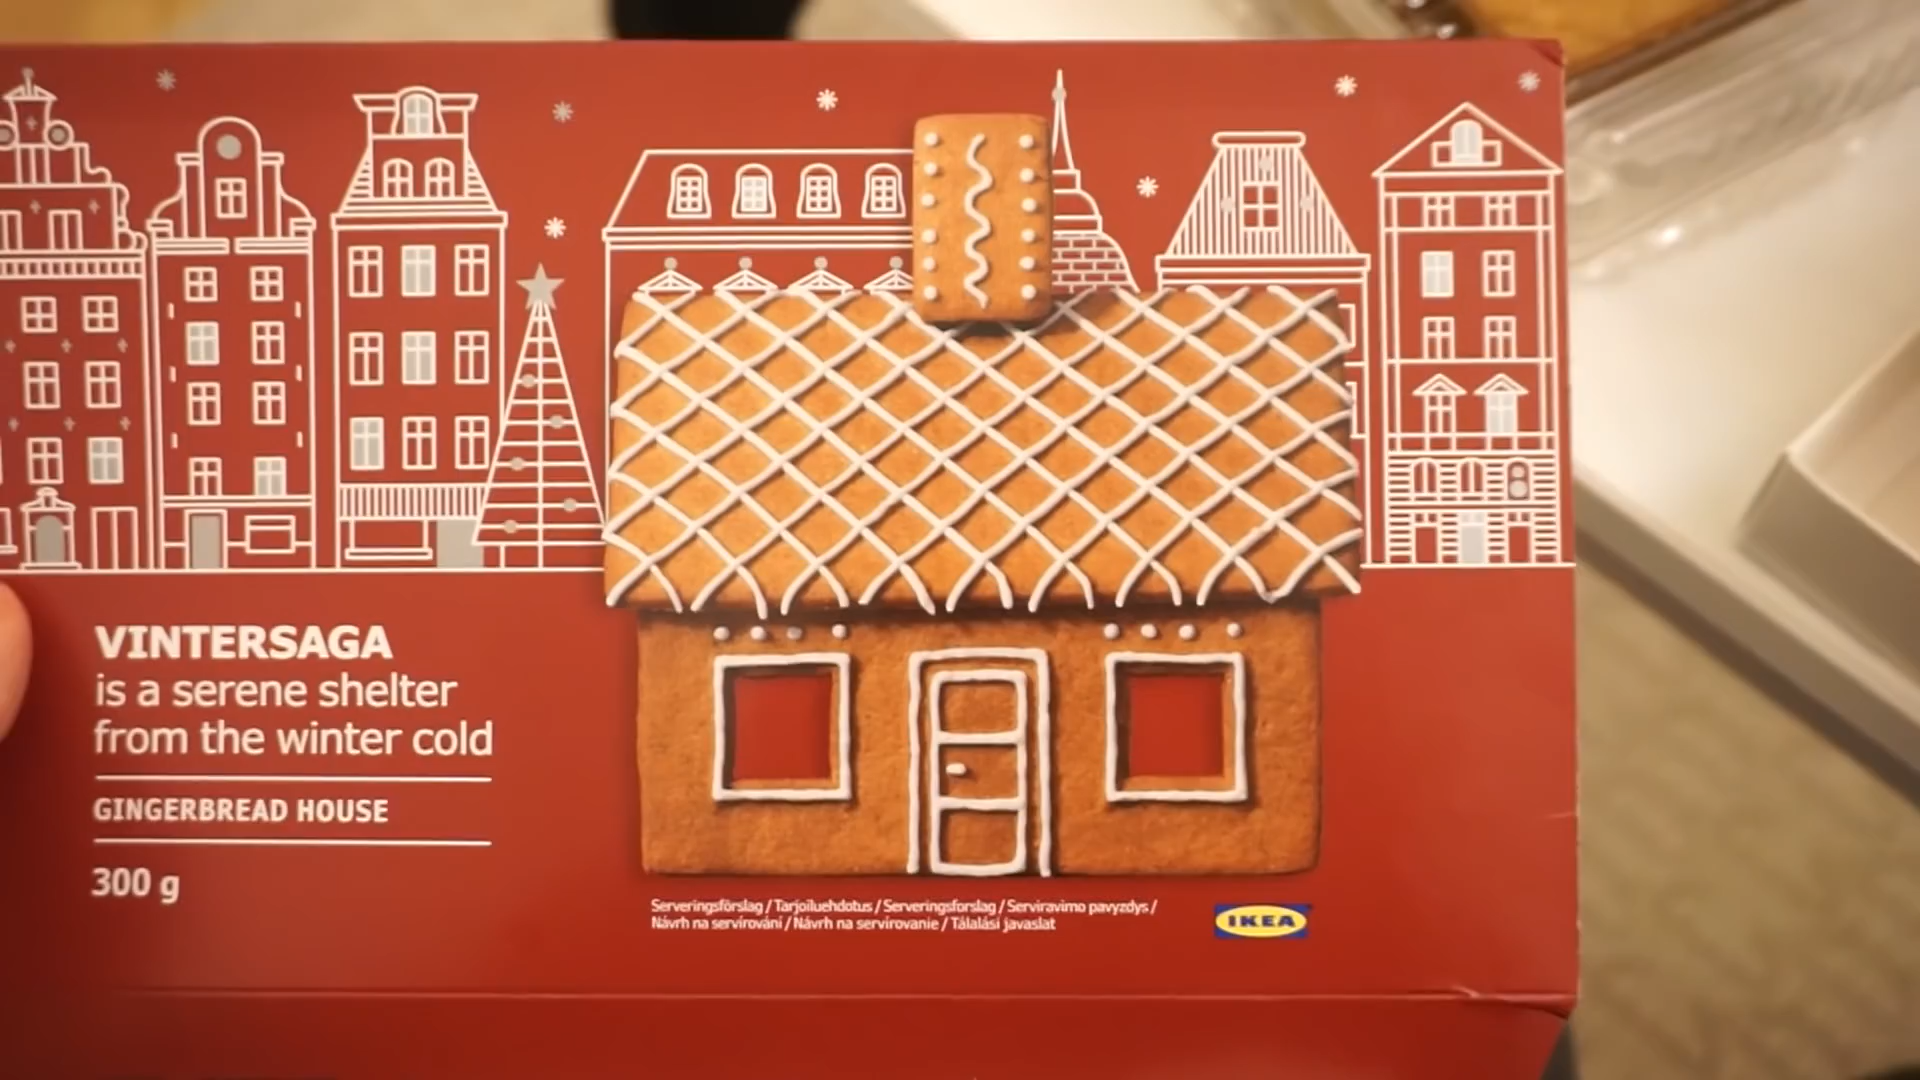 VINTERSAGA
is a serene shelter
from the winter cold
GINGERBREAD HOUSE
300 g
Serveringsförslag / Tarjoiluehdotus / Serveringsforslag / Serviravimo pavyzdys /
Návrh na servírování / Návrh na servírovanie / Tálalási javaslat
IKEA